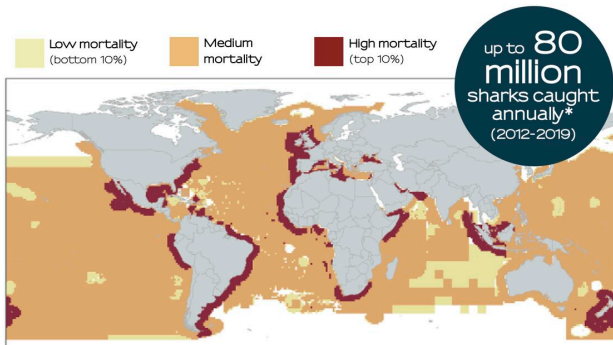 Low mortality
(bottom 10%)
Medium
mortality
High mortality
(top 10%)
up to 80
million
sharks caught
annually*
(2012-2019)